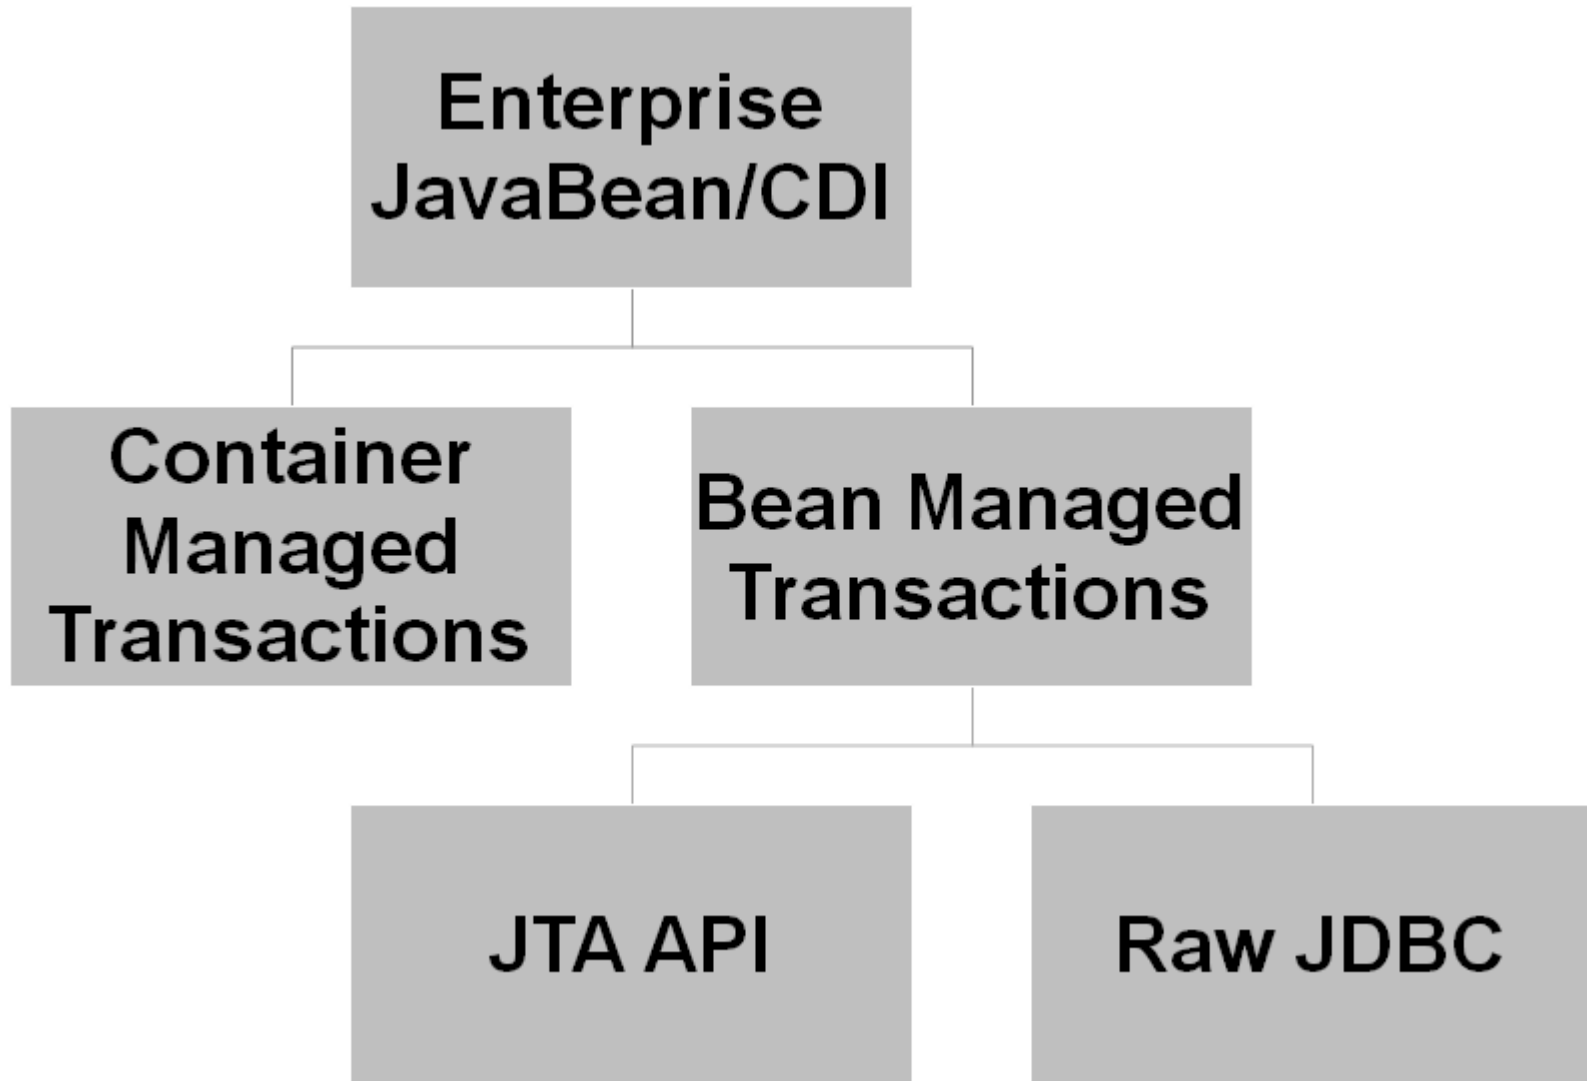 Enterprise
JavaBean/CDI
Container
Managed
Transactions
Bean Managed
Transactions
JTA API
Raw JDBC